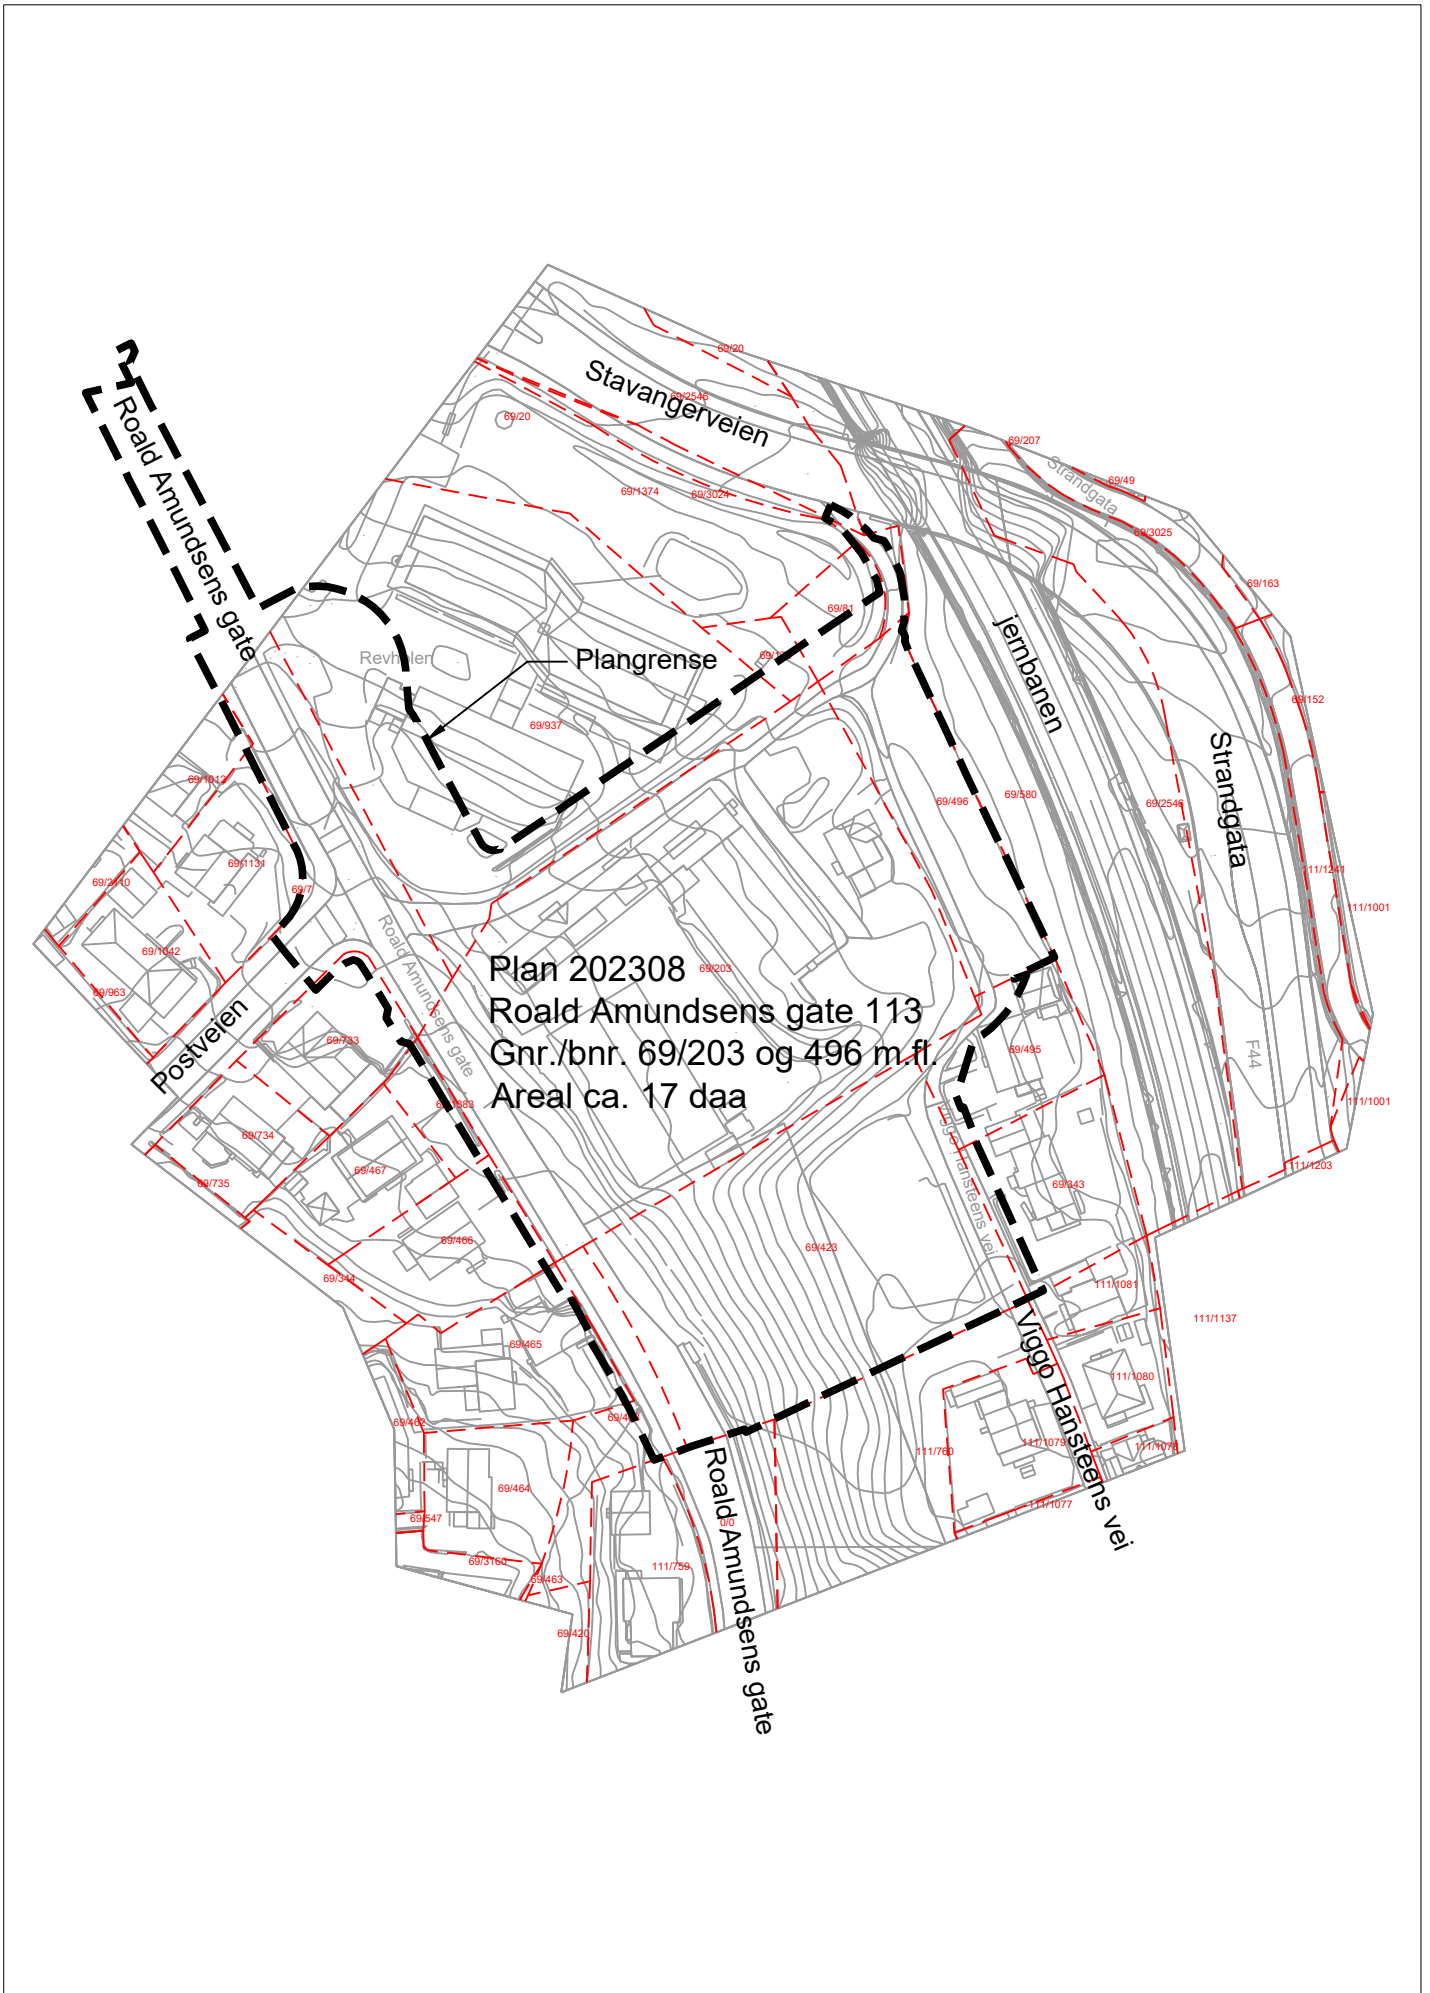 69/20
Stavangerveien
69/2546
69/20
69/207
Strandgata
69/49
69/1374
69/3024
69/3025
Roald Amundsens gate
69/163
69/81
jernbanen
Revholen
Plangrense
69/937
69/152
69/1012
69/496
69/580
69/2546
Strandgata
69/1131
69/2110
69/7
111/1241
111/1001
Roald Amundsens gate
69/1042
69/963
Plan 202308
69/203
Roald Amundsens gate 113
Gnr./bnr. 69/203 og 496 m.fl.
Areal ca. 17 daa
Postveien
69/733
69/495
F44
111/1001
69/734
69/467
Viggo Hansteens vei
111/1203
69/735
69/343
69/466
69/423
69/344
111/1081
111/1137
69/465
Viggo Hansteens vei
111/1080
69/462
111/760
111/1079
Roald Amundsens gate
69/464
111/1077
69/547
0/0
69/3160
69/463
111/759
69/420